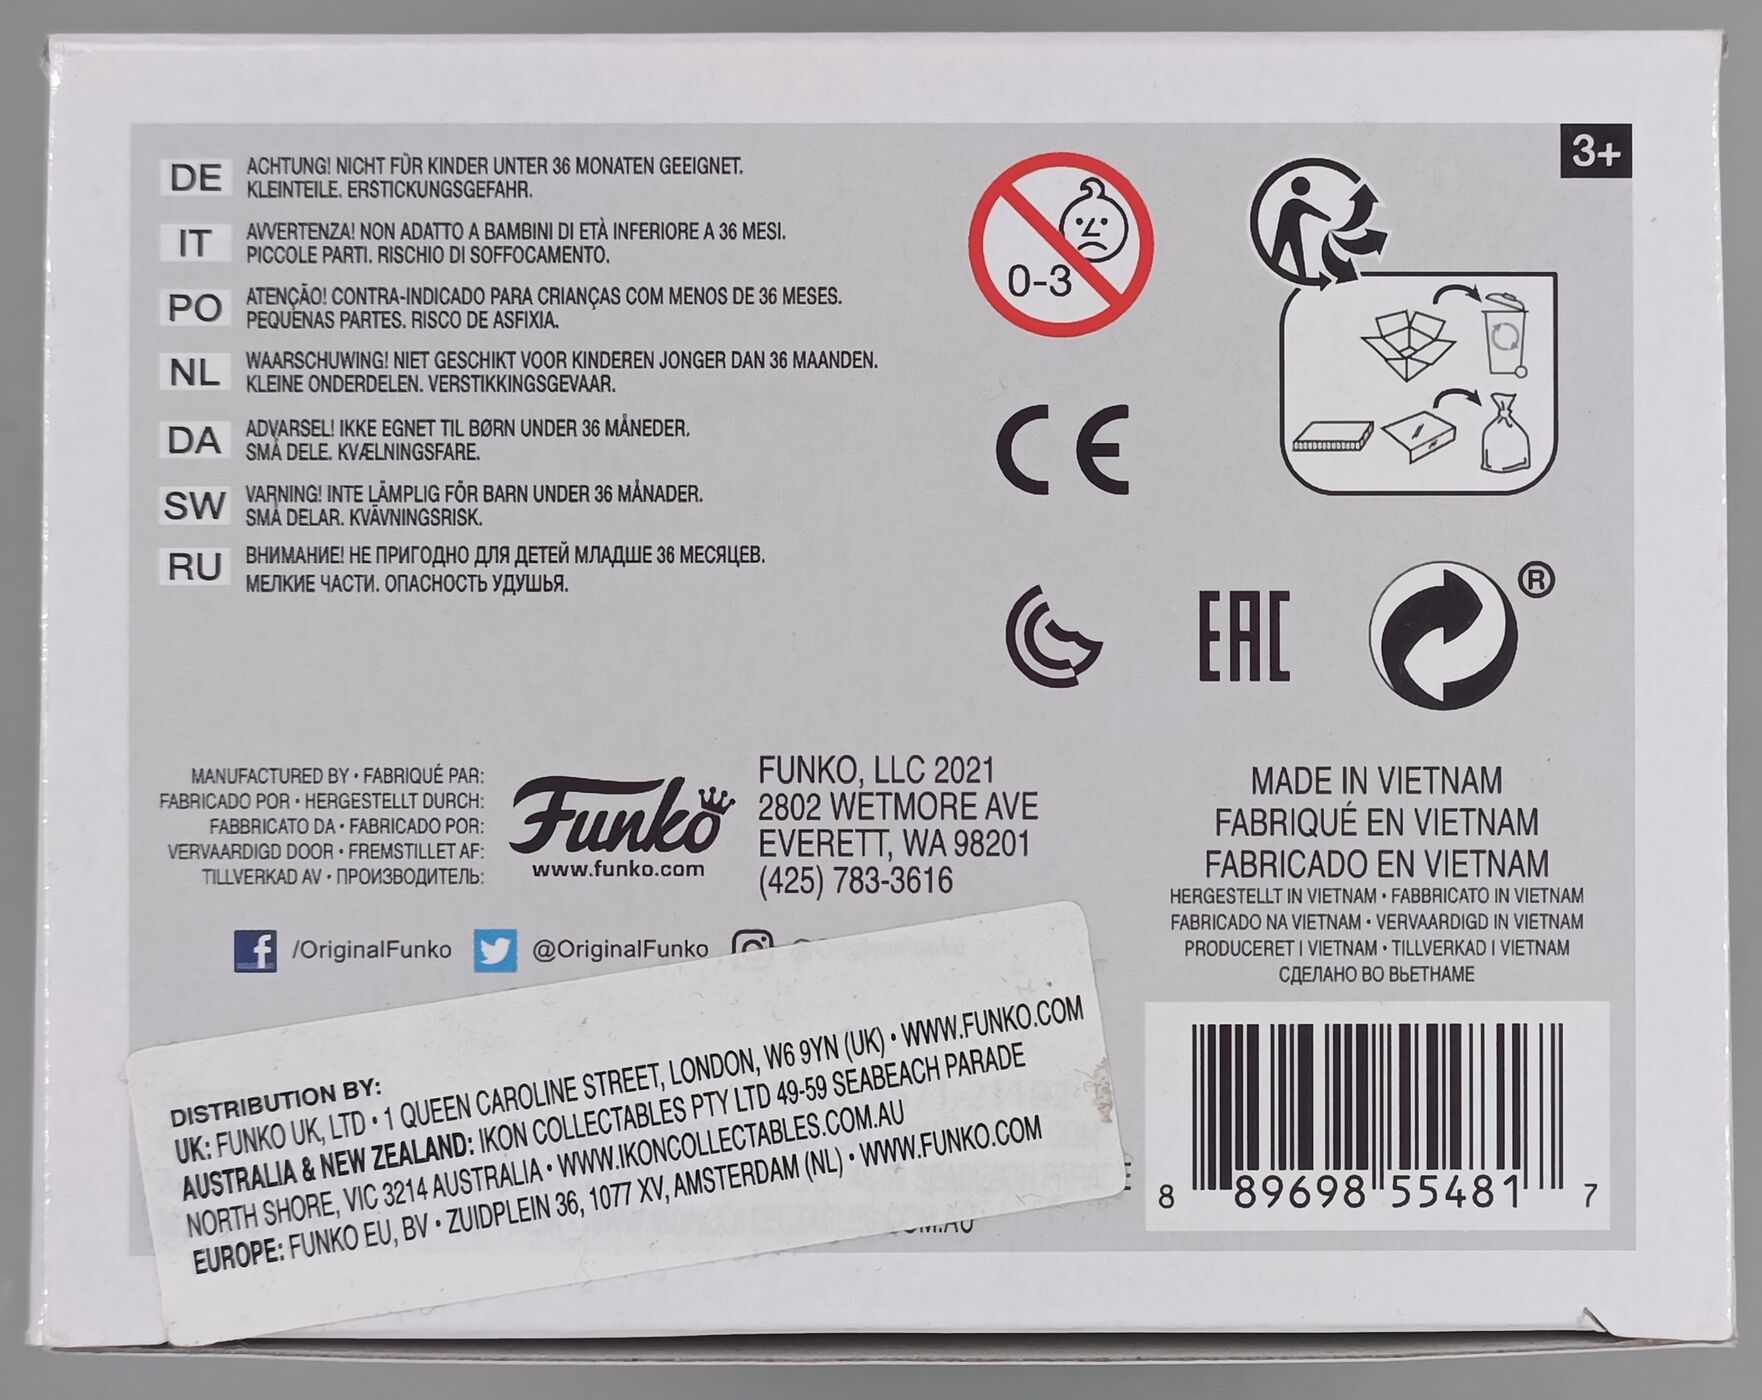 3+
DE
ACHTUNG! NICHT FÜR KINDER UNTER 36 MONATEN GEEIGNET.
KLEINTEILE. ERSTICKUNGSGEFAHR.
IT
AVVERTENZA! NON ADATTO A BAMBINI DI ETÀ INFERIORE A 36 MESI.
PICCOLE PARTI. RISCHIO DI SOFFOCAMENTO.
PO
ATENÇÃO! CONTRA-INDICADO PARA CRIANÇAS COM MENOS DE 36 MESES.
PEQUENAS PARTES. RISCO DE ASFIXIA.
NL
WAARSCHUWING! NIET GESCHIKT VOOR KINDEREN JONGER DAN 36 MAANDEN.
KLEINE ONDERDELEN. VERSTIKKINGSGEVAAR.
DA
ADVARSEL! IKKE EGNET TIL BØRN UNDER 36 MÅNEDER.
SMÅ DELE. KVÆLNINGSFARE.
SW
VARNING! INTE LÄMPLIG FÖR BARN UNDER 36 MÅNADER.
SMÅ DELAR. KVÄVNINGSRISK.
RU
ВНИМАНИЕ! НЕ ПРИГОДНО ДЛЯ ДЕТЕЙ МЛАДШЕ 36 МЕСЯЦЕВ.
МЕЛКИЕ ЧАСТИ. ОПАСНОСТЬ УДУШЬЯ.
0-3
CE
EAC
®
MANUFACTURED BY • FABRIQUÉ PAR:
FABRICADO POR • HERGESTELLT DURCH:
FABBRICATO DA • FABRICADO POR:
VERVAARDIGD DOOR • FREMSTILLET AF:
TILLVERKAD AV • ПРОИЗВОДИТЕЛЬ:
Funko
www.funko.com
FUNKO, LLC 2021
2802 WETMORE AVE
EVERETT, WA 98201
(425) 783-3616
/OriginalFunko
@OriginalFunko
MADE IN VIETNAM
FABRIQUÉ EN VIETNAM
FABRICADO EN VIETNAM
HERGESTELLT IN VIETNAM • FABBRICATO IN VIETNAM
FABRICADO NA VIETNAM • VERVAARDIGD IN VIETNAM
PRODUCERET I VIETNAM • TILLVERKAD I VIETNAM
СДЕЛАНО ВО ВЬЕТНАМЕ
DISTRIBUTION BY:
UK: FUNKO UK, LTD • 1 QUEEN CAROLINE STREET, LONDON, W6 9YN (UK) • WWW.FUNKO.COM
AUSTRALIA & NEW ZEALAND: IKON COLLECTABLES PTY LTD 49-59 SEABEACH PARADE
NORTH SHORE, VIC 3214 AUSTRALIA • WWW.IKONCOLLECTABLES.COM.AU
EUROPE: FUNKO EU, BV • ZUIDPLEIN 36, 1077 XV, AMSTERDAM (NL) • WWW.FUNKO.COM
8 89698 55481 7